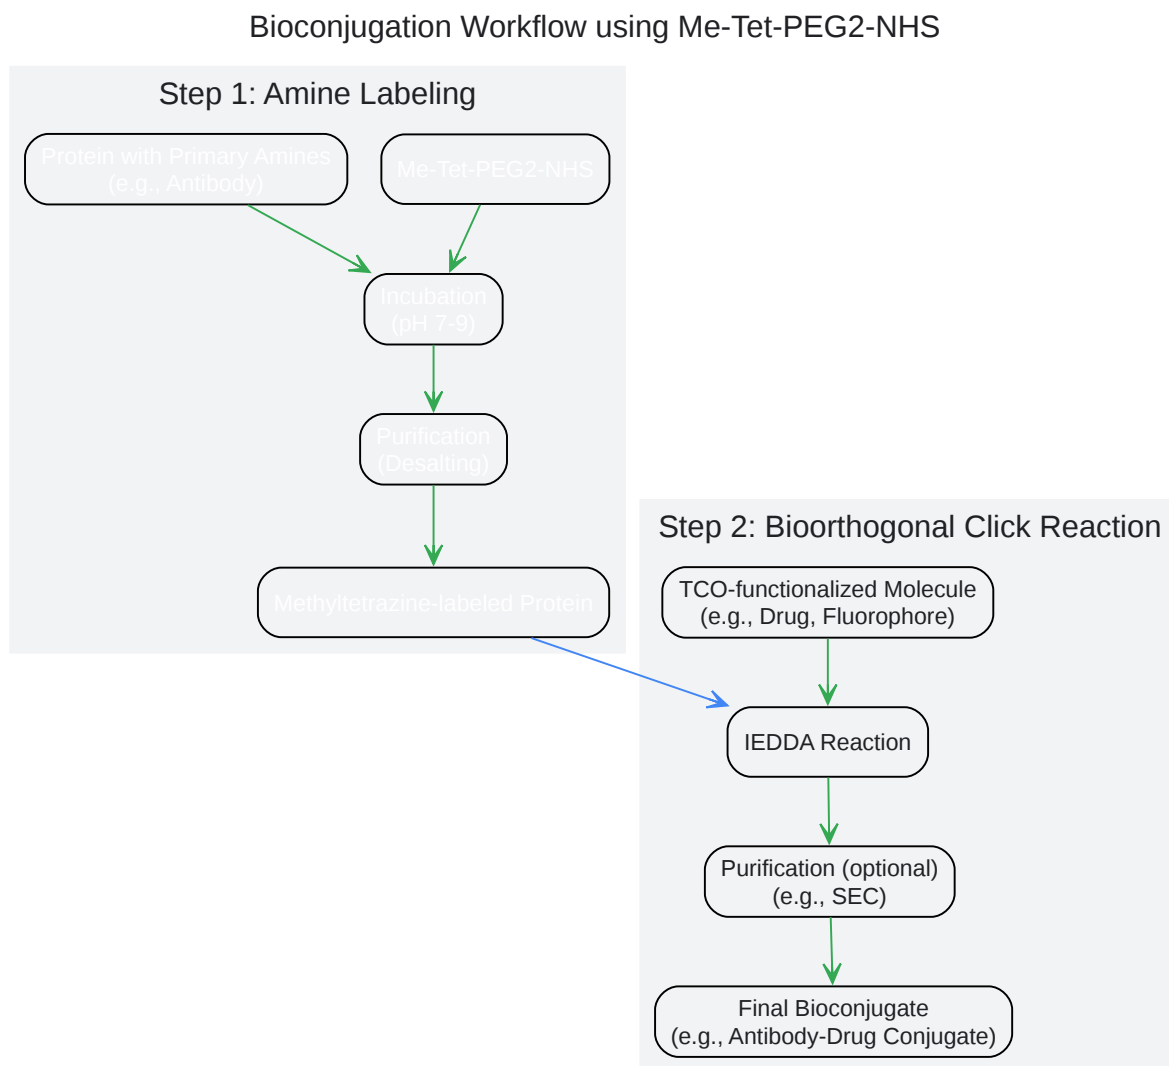 Bioconjugation Workflow using Me-Tet-PEG2-NHS
Step 1: Amine Labeling
Protein with Primary Amines
(e.g., Antibody)
Me-Tet-PEG2-NHS
Incubation
(pH 7-9)
Purification
(Desalting)
Methyltetrazine-labeled Protein
Step 2: Bioorthogonal Click Reaction
TCO-functionalized Molecule
(e.g., Drug, Fluorophore)
IEDDA Reaction
Purification (optional)
(e.g., SEC)
Final Bioconjugate
(e.g., Antibody-Drug Conjugate)